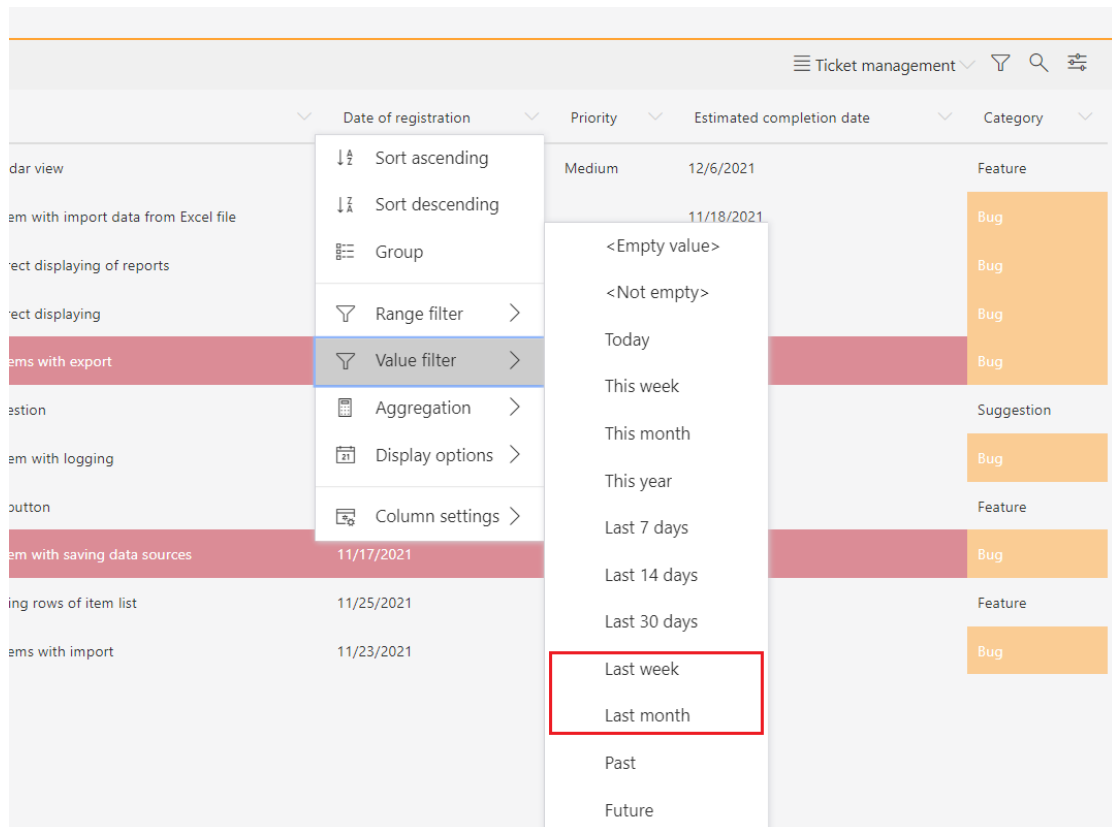 Ticket management
Date of registration Priority Estimated completion date Category
dar view Medium 12/6/2021 Feature
em with import data from Excel file 11/18/2021 Bug
rect displaying of reports Bug
rect displaying Bug
ems with export Bug
estion Suggestion
em with logging Bug
button Feature
em with saving data sources 11/17/2021 Bug
ing rows of item list 11/25/2021 Feature
ems with import 11/23/2021 Bug
Sort ascending
Sort descending
Group
Range filter
Value filter
Aggregation
Display options
Column settings
<Empty value>
<Not empty>
Today
This week
This month
This year
Last 7 days
Last 14 days
Last 30 days
Last week
Last month
Past
Future